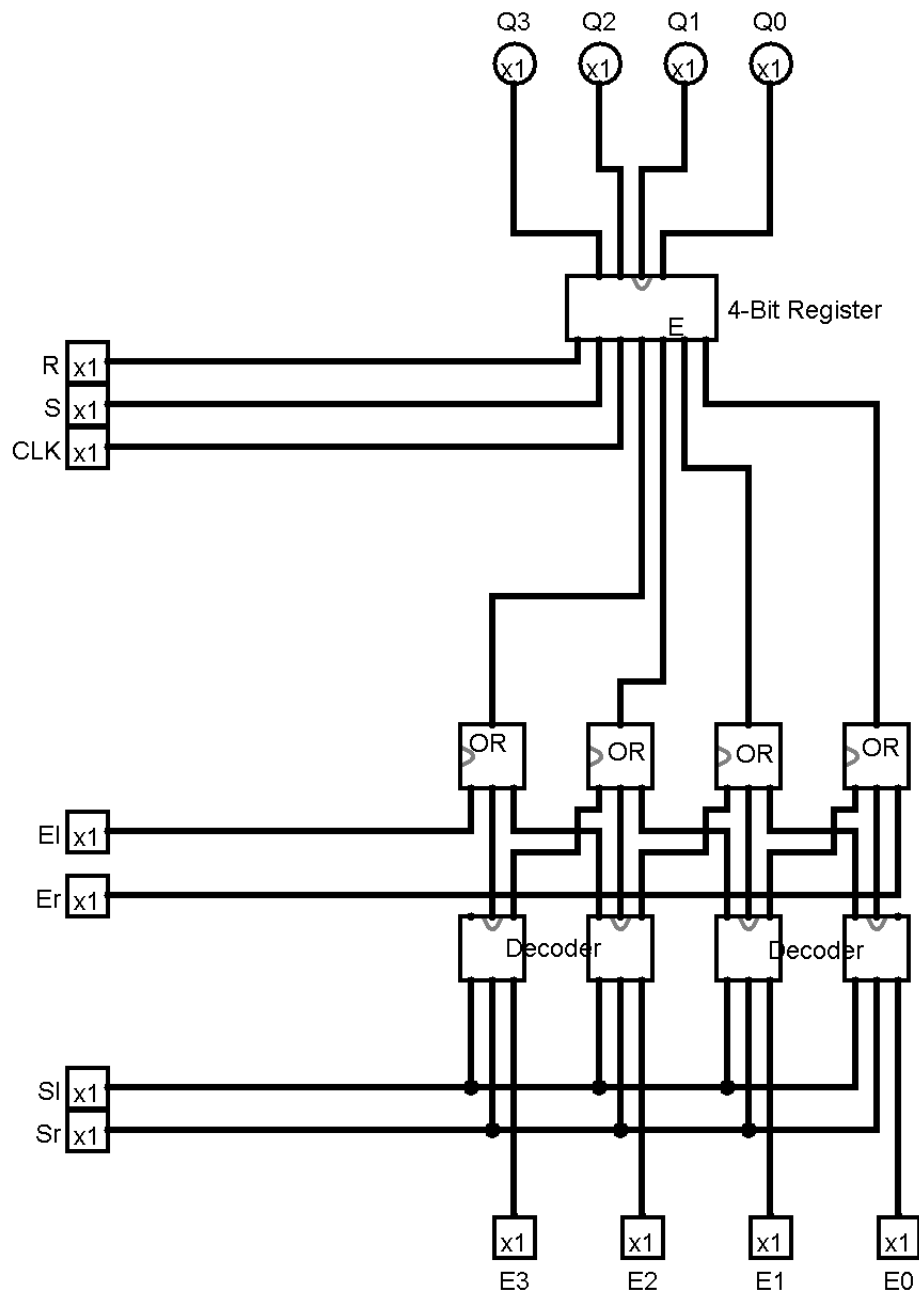 Q3 Q2 Q1 Q0
x1 x1 x1 x1
4-Bit Register
E
R x1
S x1
CLK x1
OR OR OR OR
El x1
Er x1
Decoder Decoder
Sl x1
Sr x1
x1 x1 x1 x1
E3 E2 E1 E0